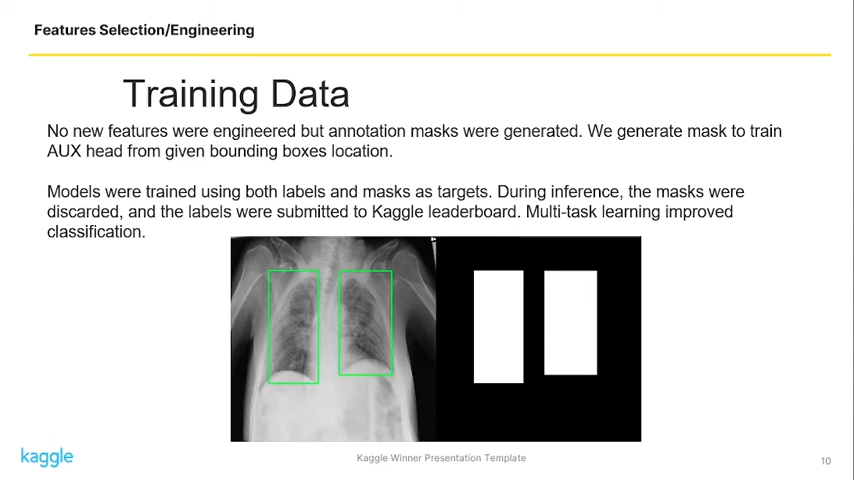 Features Selection/Engineering
Training Data
No new features were engineered but annotation masks were generated. We generate mask to train
AUX head from given bounding boxes location.
Models were trained using both labels and masks as targets. During inference, the masks were
discarded, and the labels were submitted to Kaggle leaderboard. Multi-task learning improved
classification.
kaggle
Kaggle Winner Presentation Template
10